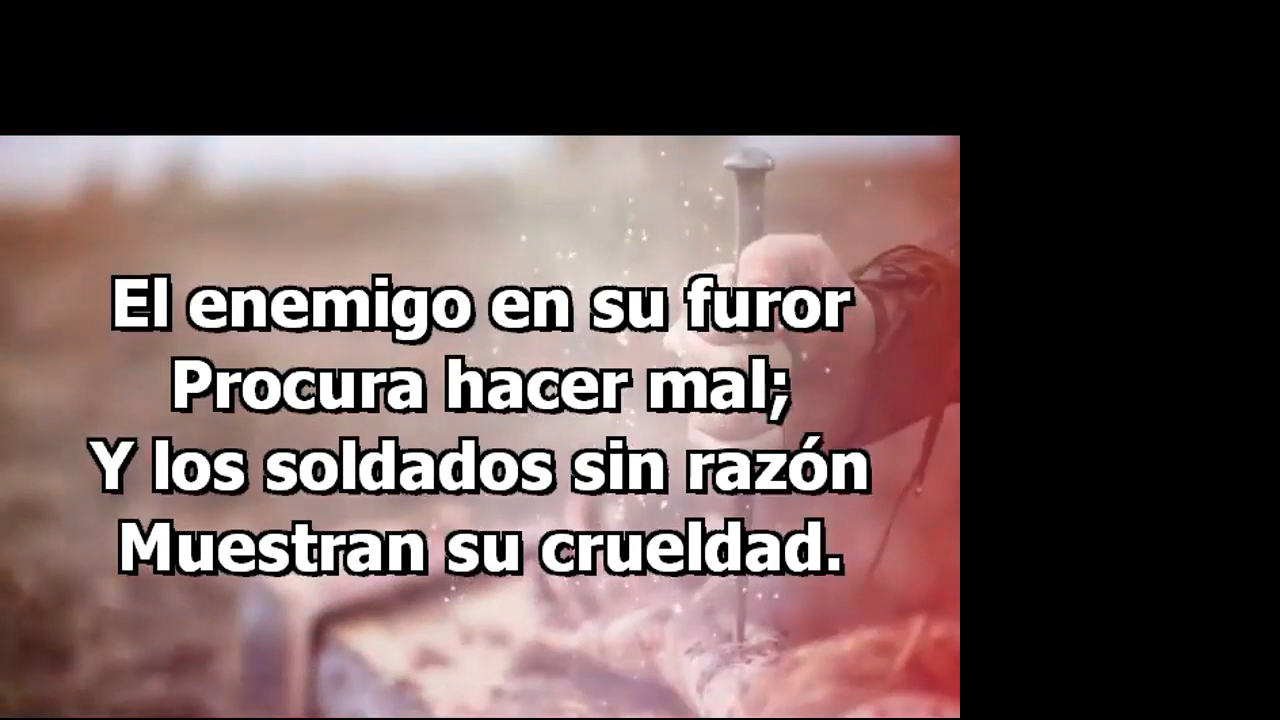 El enemigo en su furor
Procura hacer mal;
Y los soldados sin razón
Muestran su crueldad.